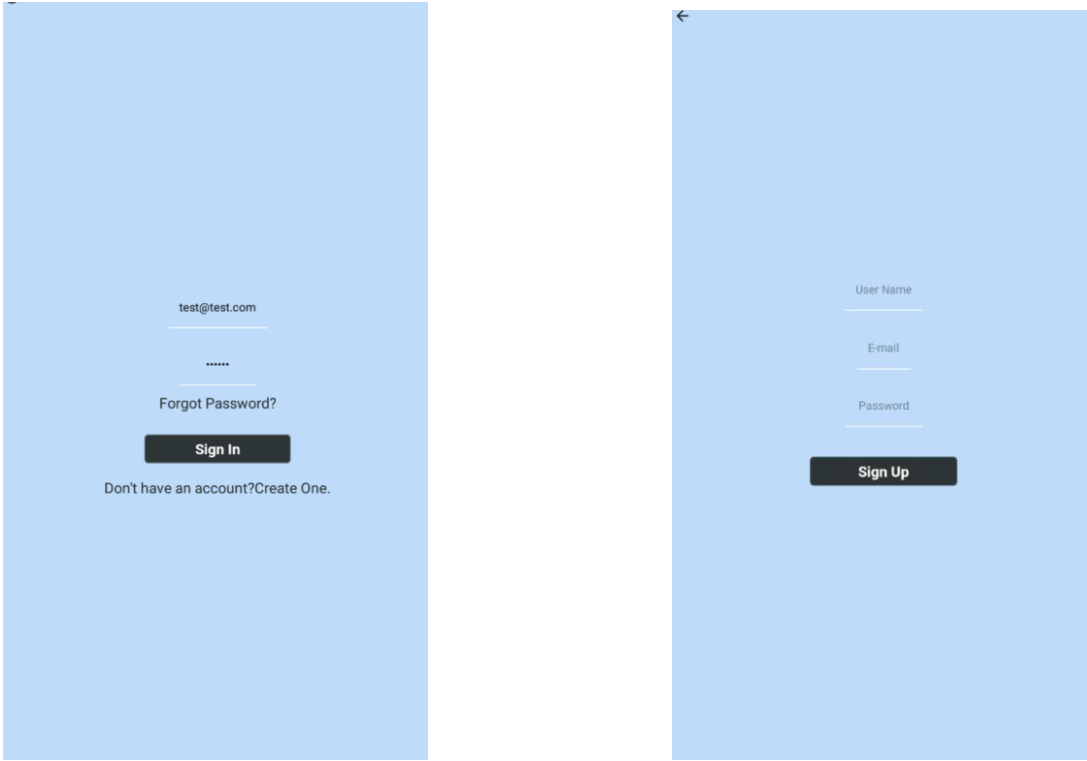 test@test.com
••••••
Forgot Password?
Sign In
Don't have an account?Create One.
User Name
E-mail
Password
Sign Up